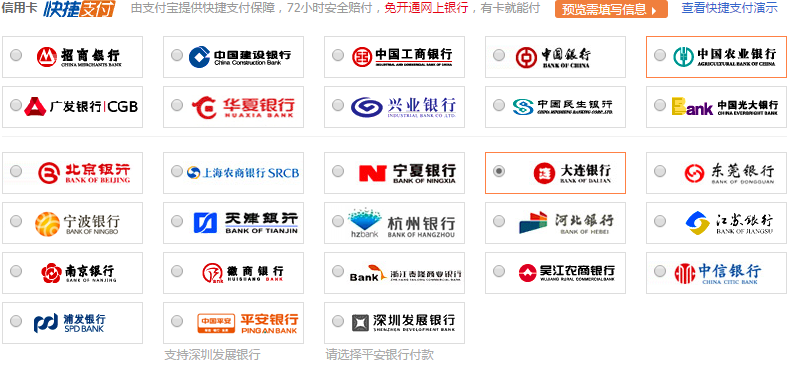 信用卡 快捷支付 由支付宝提供快捷支付保障，72小时安全赔付，免开通网上银行，有卡就能付 预览需填写信息 查看快捷支付演示
招商银行 CHINA MERCHANTS BANK
中国建设银行 China Construction Bank
中国工商银行 INDUSTRIAL AND COMMERCIAL BANK OF CHINA
中国银行 BANK OF CHINA
中国农业银行 AGRICULTURAL BANK OF CHINA
广发银行|CGB
华夏银行 HUAXIA BANK
兴业银行 INDUSTRIAL BANK CO.,LTD.
中国民生银行 CHINA MINSHENG BANKING CORP.,LTD.
Bank 中国光大银行 CHINA EVERBRIGHT BANK
北京银行 BANK OF BEIJING
上海农商银行 SRCB
宁夏银行 BANK OF NINGXIA
大连银行 BANK OF DALIAN
东莞银行 BANK OF DONGGUAN
宁波银行 BANK OF NINGBO
天津银行 BANK OF TIANJIN
hzbank 杭州银行 BANK OF HANGZHOU
河北银行 BANK OF HEBEI
江苏银行 BANK OF JIANGSU
南京银行 BANK OF NANJING
徽商银行 HUISHANG BANK
Bank 浙江泰隆商业银行
吴江农商银行 WUJIANG RURAL COMMERCIAL BANK
中信银行 CHINA CITIC BANK
浦发银行 SPD BANK
中国平安 平安银行 PING AN BANK
深圳发展银行 SHENZHEN DEVELOPMENT BANK
支持深圳发展银行
请选择平安银行付款